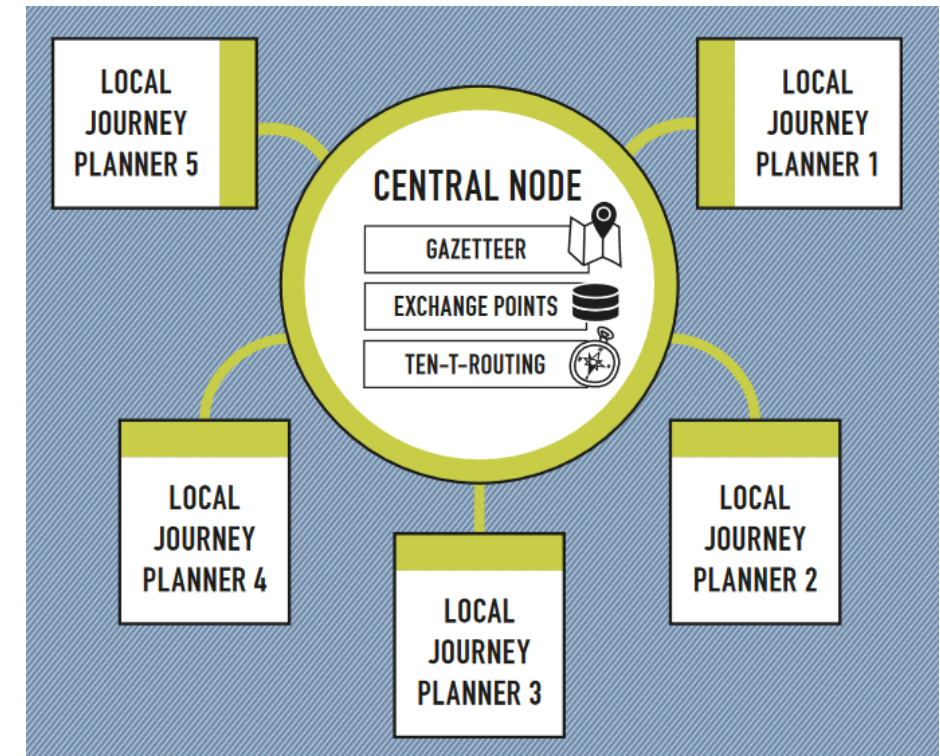 LOCAL
JOURNEY
PLANNER 5
LOCAL
JOURNEY
PLANNER 1
CENTRAL NODE
GAZETTEER
EXCHANGE POINTS
TEN-T-ROUTING
LOCAL
JOURNEY
PLANNER 4
LOCAL
JOURNEY
PLANNER 2
LOCAL
JOURNEY
PLANNER 3